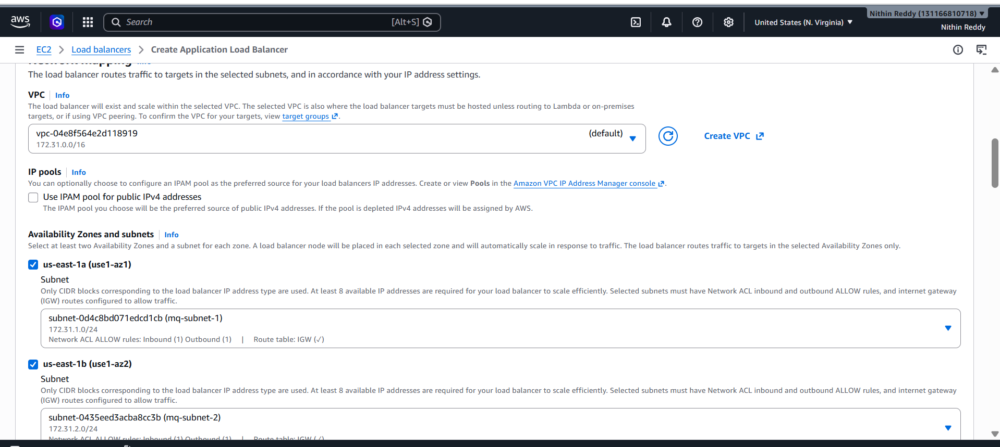 aws
Search [Alt+S]
United States (N. Virginia)
Nithin Reddy (131166810718)
Nithin Reddy
EC2 > Load balancers > Create Application Load Balancer
Network mapping Info
The load balancer routes traffic to targets in the selected subnets, and in accordance with your IP address settings.
VPC | Info
The load balancer will exist and scale within the selected VPC. The selected VPC is also where the load balancer targets must be hosted unless routing to Lambda or on-premises
targets, or if using VPC peering. To confirm the VPC for your targets, view target groups.
vpc-04e8f564e2d118919 (default)
172.31.0.0/16
Create VPC
IP pools | Info
You can optionally choose to configure an IPAM pool as the preferred source for your load balancers IP addresses. Create or view Pools in the Amazon VPC IP Address Manager console.
Use IPAM pool for public IPv4 addresses
The IPAM pool you choose will be the preferred source of public IPv4 addresses. If the pool is depleted IPv4 addresses will be assigned by AWS.
Availability Zones and subnets | Info
Select at least two Availability Zones and a subnet for each zone. A load balancer node will be placed in each selected zone and will automatically scale in response to traffic. The load balancer routes traffic to targets in the selected Availability Zones only.
us-east-1a (use1-az1)
Subnet
Only CIDR blocks corresponding to the load balancer IP address type are used. At least 8 available IP addresses are required for your load balancer to scale efficiently. Selected subnets must have Network ACL inbound and outbound ALLOW rules, and internet gateway
(IGW) routes configured to allow traffic.
subnet-0d4c8bd071edcd1cb (mq-subnet-1)
172.31.1.0/24
Network ACL ALLOW rules: Inbound (1) Outbound (1) | Route table: IGW (✓)
us-east-1b (use1-az2)
Subnet
Only CIDR blocks corresponding to the load balancer IP address type are used. At least 8 available IP addresses are required for your load balancer to scale efficiently. Selected subnets must have Network ACL inbound and outbound ALLOW rules, and internet gateway
(IGW) routes configured to allow traffic.
subnet-0435eed3acba8cc3b (mq-subnet-2)
172.31.2.0/24
Network ACL ALLOW rules: Inbound (1) Outbound (1) | Route table: IGW (✓)